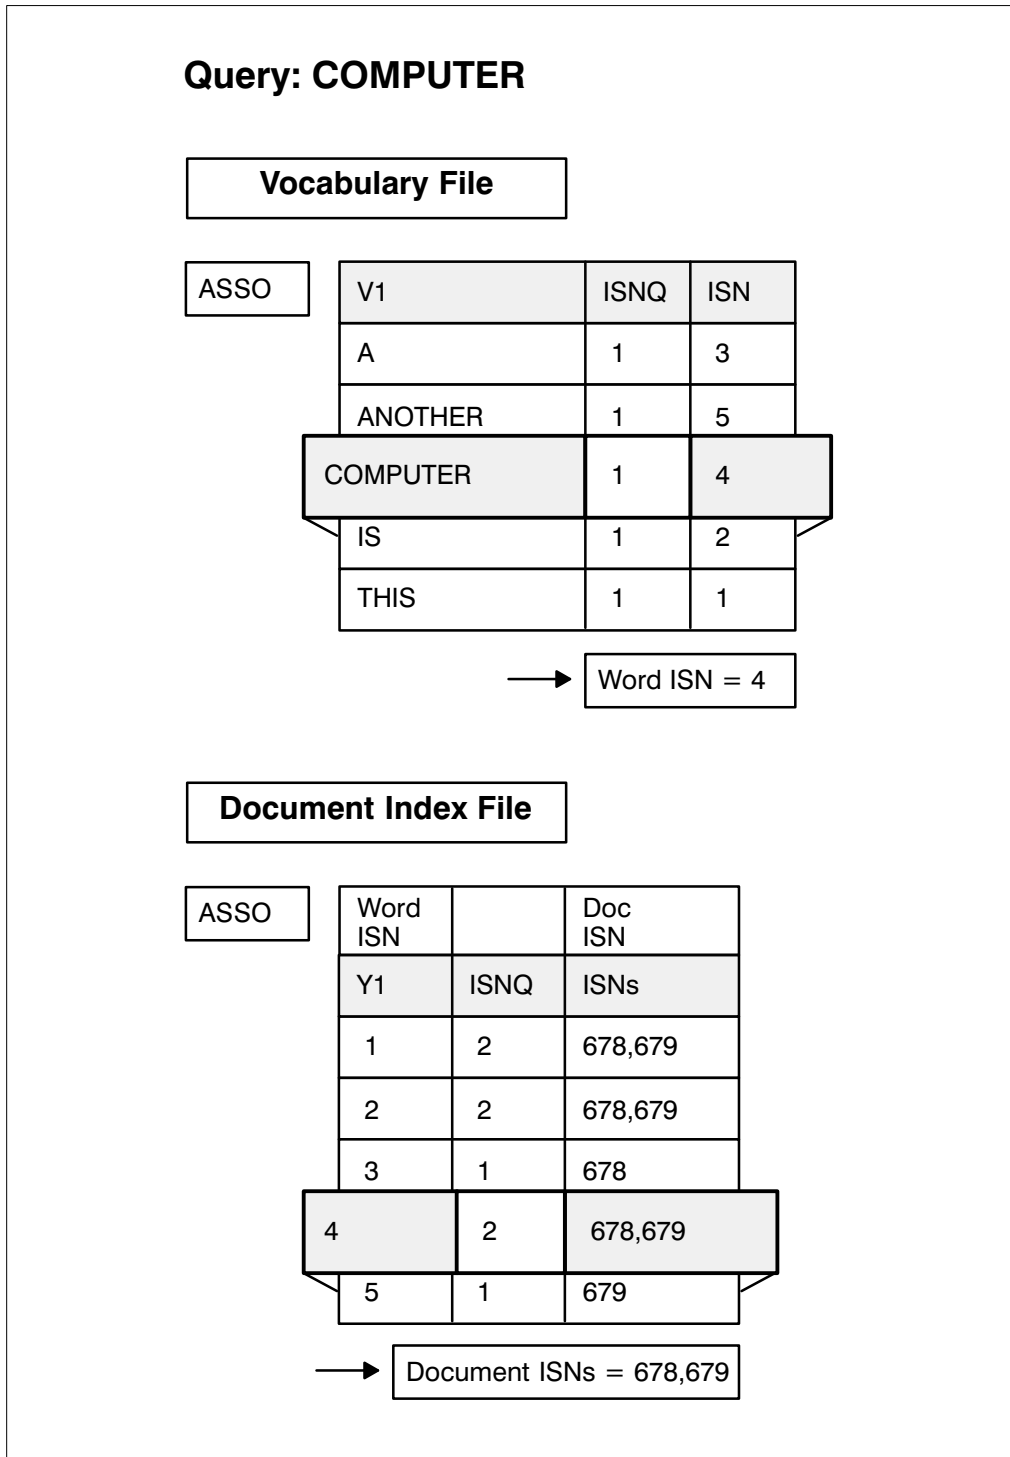 Query: COMPUTER
Vocabulary File
ASSO
V1 ISNQ ISN
A 1 3
ANOTHER 1 5
COMPUTER 1 4
IS 1 2
THIS 1 1
Word ISN = 4
Document Index File
ASSO
Word Doc
ISN ISN
Y1 ISNQ ISNs
1 2 678,679
2 2 678,679
3 1 678
4 2 678,679
5 1 679
Document ISNs = 678,679